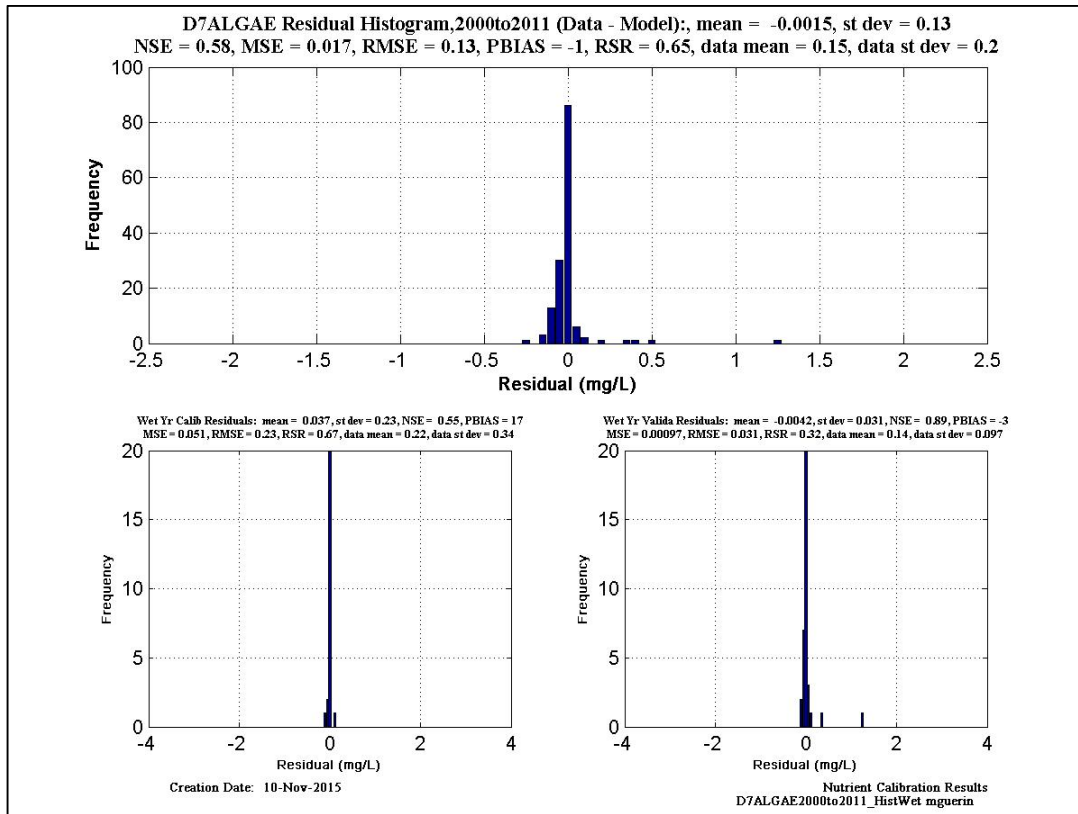 D7ALGAE Residual Histogram,2000to2011 (Data - Model):, mean = -0.0015, st dev = 0.13
NSE = 0.58, MSE = 0.017, RMSE = 0.13, PBIAS = -1, RSR = 0.65, data mean = 0.15, data st dev = 0.2
100
80
60
40
20
0
Frequency
-2.5 -2 -1 -0.5 0 0.5 1 1.5 2 2.5
Residual (mg/L)
Wet Yr Calib Residuals: mean = 0.037, st dev = 0.23, NSE = 0.55, PBIAS = 17
MSE = 0.051, RMSE = 0.23, RSR = 0.67, data mean = 0.22, data st dev = 0.34
20
15
10
5
0
Frequency
-4 -2 0 2 4
Residual (mg/L)
Wet Yr Valida Residuals: mean = -0.0042, st dev = 0.031, NSE = 0.89, PBIAS = -3
MSE = 0.00097, RMSE = 0.031, RSR = 0.32, data mean = 0.14, data st dev = 0.097
20
15
10
5
0
Frequency
-4 -2 0 2 4
Residual (mg/L)
Creation Date: 10-Nov-2015
Nutrient Calibration Results
D7ALGAE2000to2011_HistWet mguerin